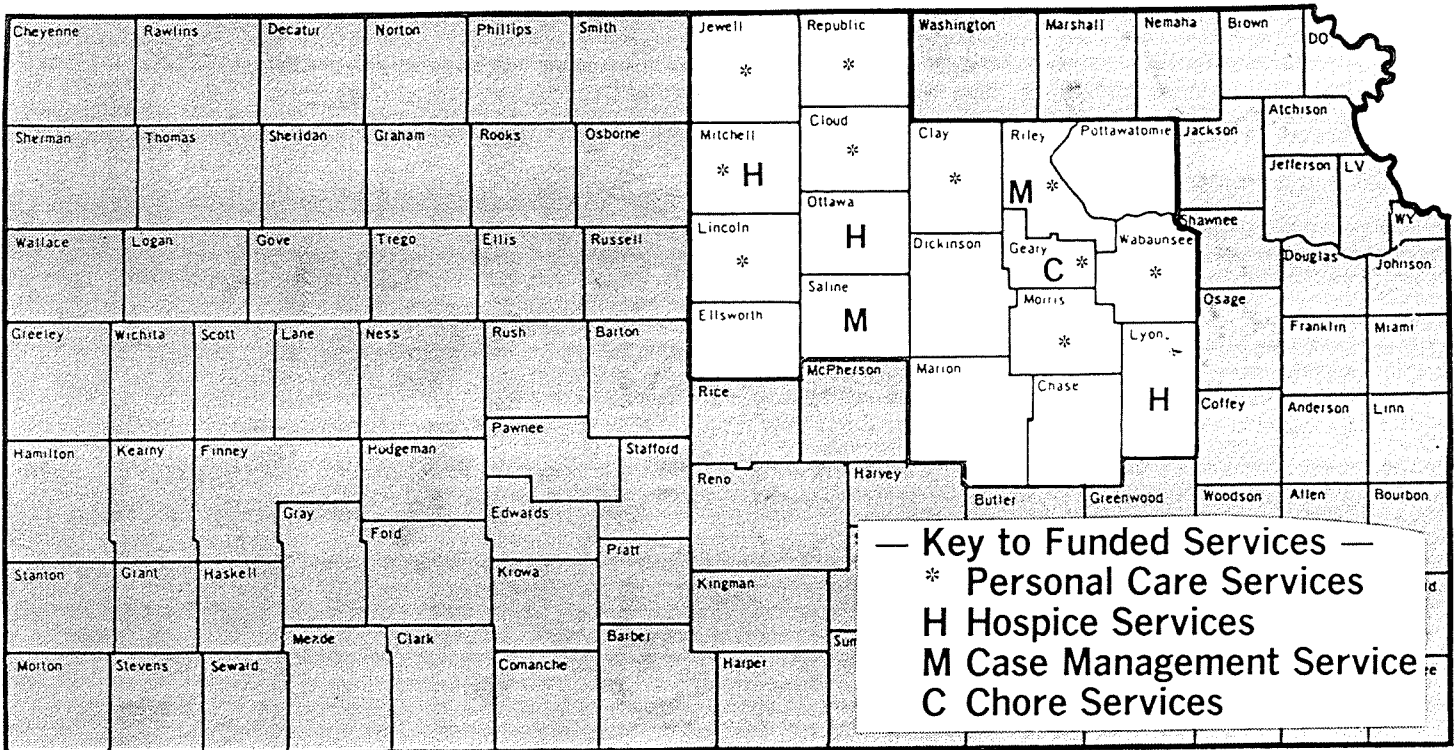 Cheyenne Rawlins Decatur Norton Phillips Smith Jewell Republic Washington Marshall Nemaha Brown DO
* *
Atchison
Sherman Thomas Sheridan Graham Rooks Osborne Mitchell Cloud Clay Riley Pottawatomie Jackson
* H * * M * Jefferson LV
Wallace Logan Gove Trego Ellis Russell Lincoln Ottawa Dickinson Geary Wabaunsee Shawnee WY
* H C * * Douglas Johnson
Ellsworth Saline Morris Osage
M *
Greeley Wichita Scott Lane Ness Rush Barton Lyon Franklin Miami
Rice McPherson Marion Chase H
Coffey Anderson Linn
Hamilton Kearny Finney Hodgeman Pawnee Stafford
Reno Harvey Butler Greenwood Woodson Allen Bourbon
Gray Ford Edwards
Pratt
Stanton Grant Haskell Kiowa Kingman
Meade Clark Barber Sum
Morton Stevens Seward Comanche Harper
— Key to Funded Services —
* Personal Care Services
H Hospice Services
M Case Management Service
C Chore Services